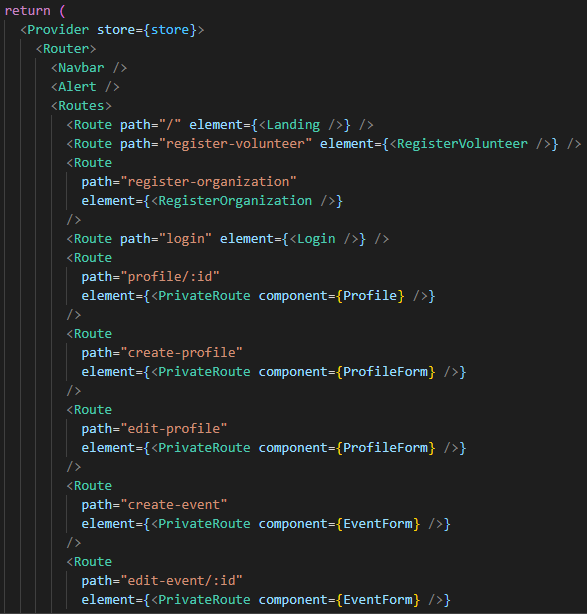 return (
<Provider store={store}>
<Router>
<Navbar />
<Alert />
<Routes>
<Route path="/" element={<Landing />} />
<Route path="register-volunteer" element={<RegisterVolunteer />} />
<Route
path="register-organization"
element={<RegisterOrganization />}
/>
<Route path="login" element={<Login />} />
<Route
path="profile/:id"
element={<PrivateRoute component={Profile} />}
/>
<Route
path="create-profile"
element={<PrivateRoute component={ProfileForm} />}
/>
<Route
path="edit-profile"
element={<PrivateRoute component={ProfileForm} />}
/>
<Route
path="create-event"
element={<PrivateRoute component={EventForm} />}
/>
<Route
path="edit-event/:id"
element={<PrivateRoute component={EventForm} />}